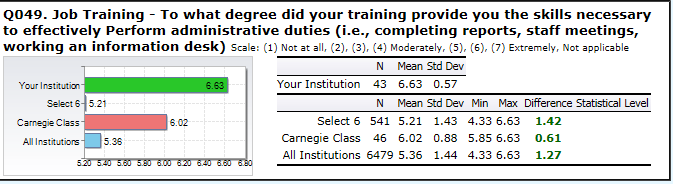 Q049. Job Training - To what degree did your training provide you the skills necessary
to effectively Perform administrative duties (i.e., completing reports, staff meetings,
working an information desk) Scale: (1) Not at all, (2), (3), (4) Moderately, (5), (6), (7) Extremely, Not applicable
Your Institution 6.63
Select 6 5.21
Carnegie Class 6.02
All Institutions 5.36
5.20 5.40 5.60 5.80 6.00 6.20 6.40 6.60 6.80
N Mean Std Dev
Your Institution 43 6.63 0.57
N Mean Std Dev Min Max Difference Statistical Level
Select 6 541 5.21 1.43 4.33 6.63 1.42
Carnegie Class 46 6.02 0.88 5.85 6.63 0.61
All Institutions 6479 5.36 1.44 4.33 6.63 1.27